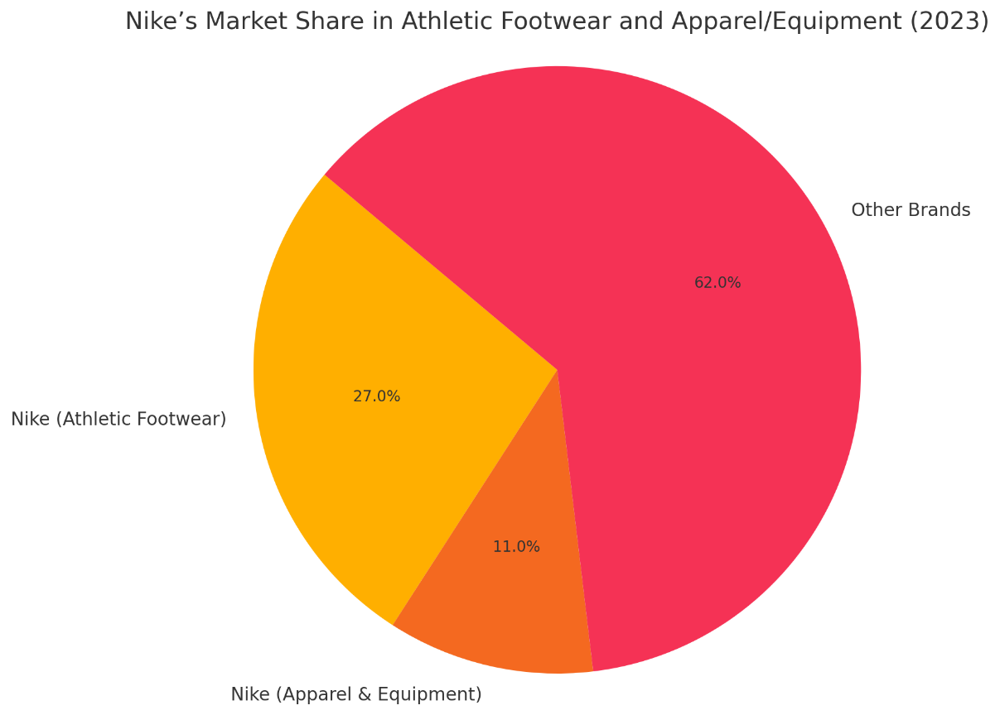 Nike’s Market Share in Athletic Footwear and Apparel/Equipment (2023)
Other Brands
62.0%
27.0%
Nike (Athletic Footwear)
11.0%
Nike (Apparel & Equipment)